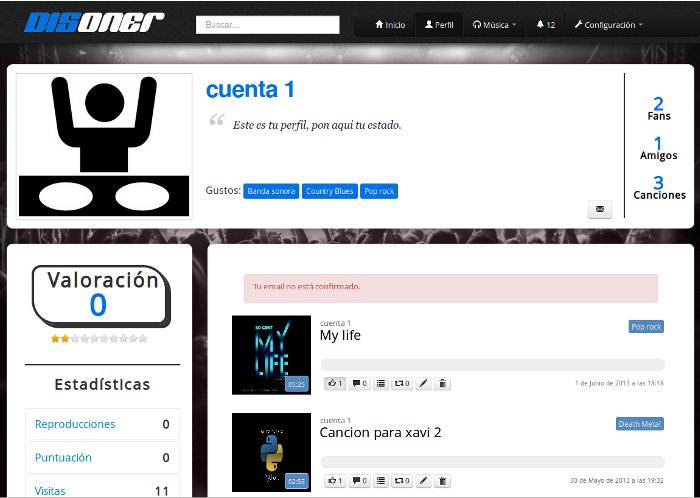 DISONER
Buscar...
Inicio
Perfil
Música
12
Configuración
cuenta 1
Este es tu perfil, pon aqui tu estado.
Gustos: Banda sonora Country Blues Pop rock
2
Fans
1
Amigos
3
Canciones
Valoración
0
Estadísticas
Reproducciones 0
Puntuación 0
Visitas 11
Tu email no está confirmado.
50 CENT
MY
LIFE
05:25
cuenta 1
My life
Pop rock
1 0 0
1 de Junio de 2013 a las 18:18
02:55
cuenta 1
Cancion para xavi 2
Death Metal
1 0 0
30 de Mayo de 2013 a las 19:32